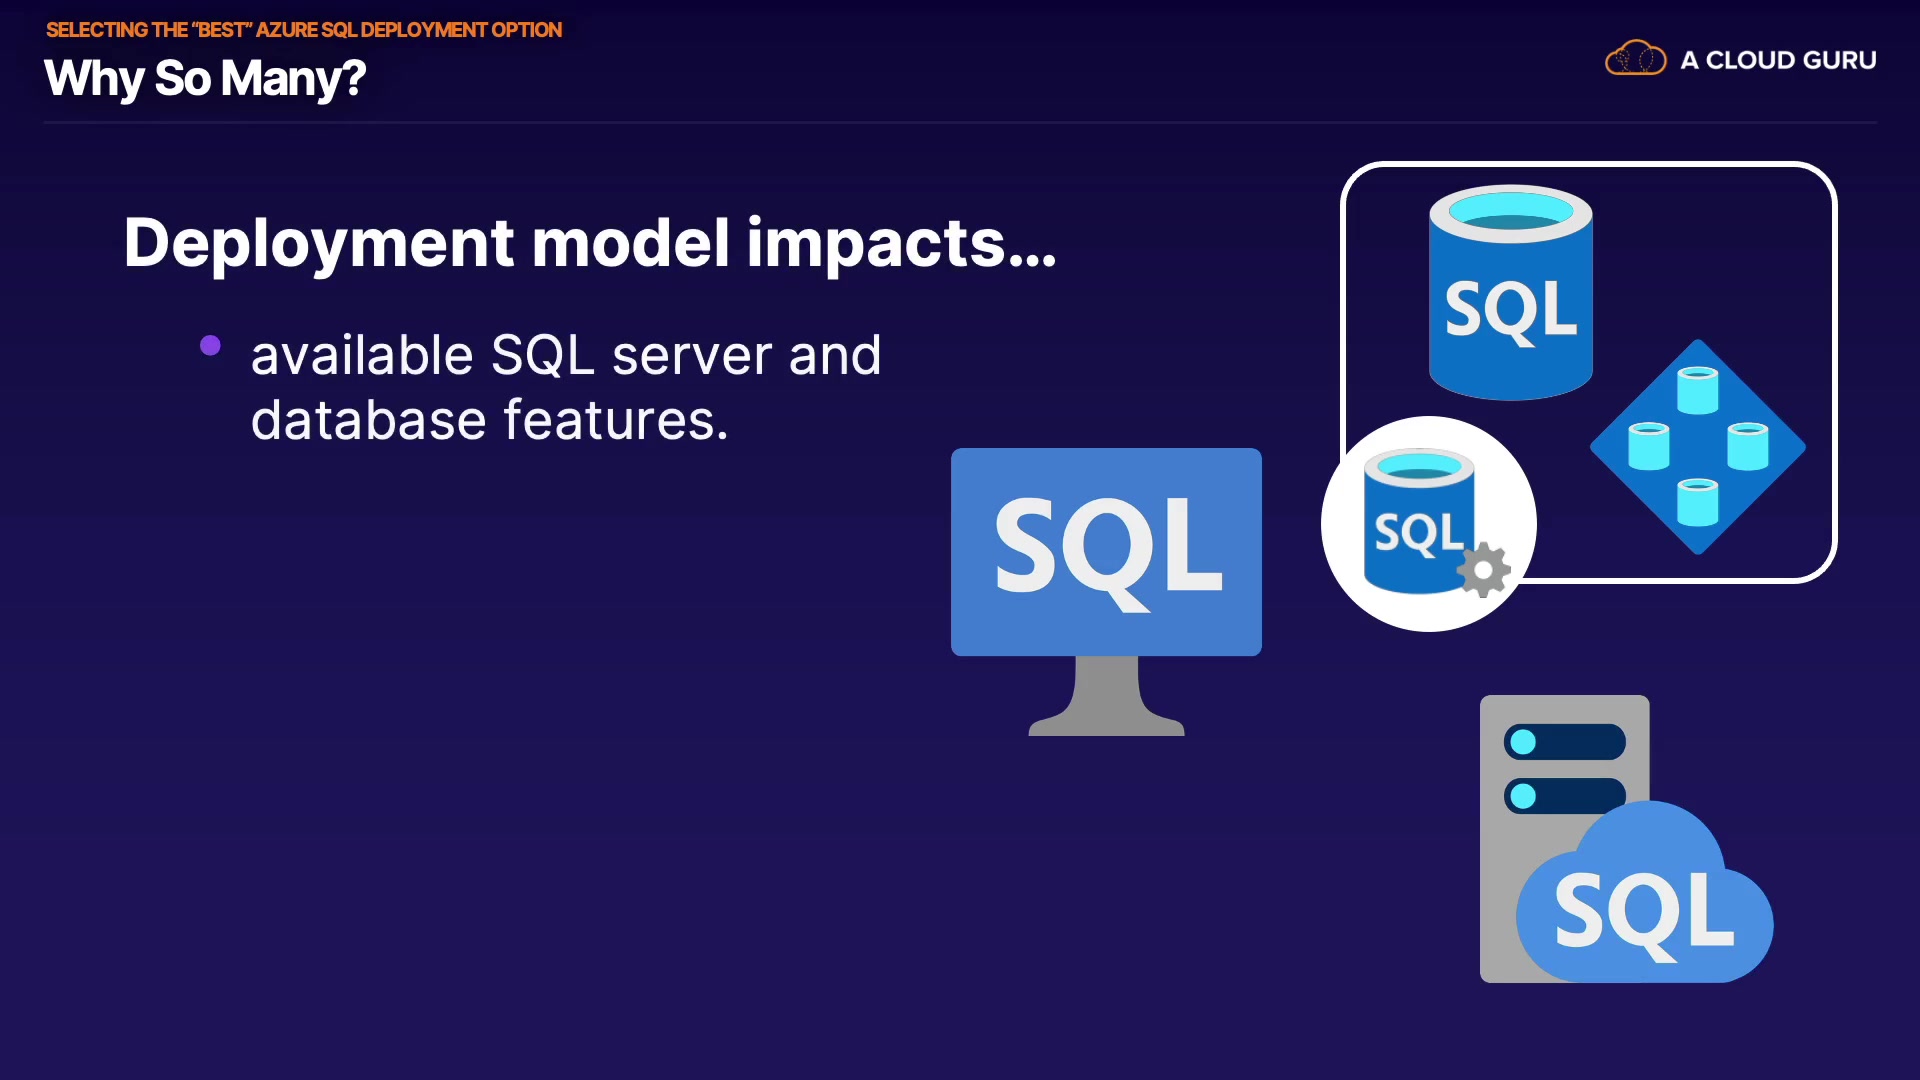 SELECTING THE “BEST” AZURE SQL DEPLOYMENT OPTION
Why So Many?
A CLOUD GURU
Deployment model impacts...
available SQL server and
database features.
SQL
SQL
SQL
SQL